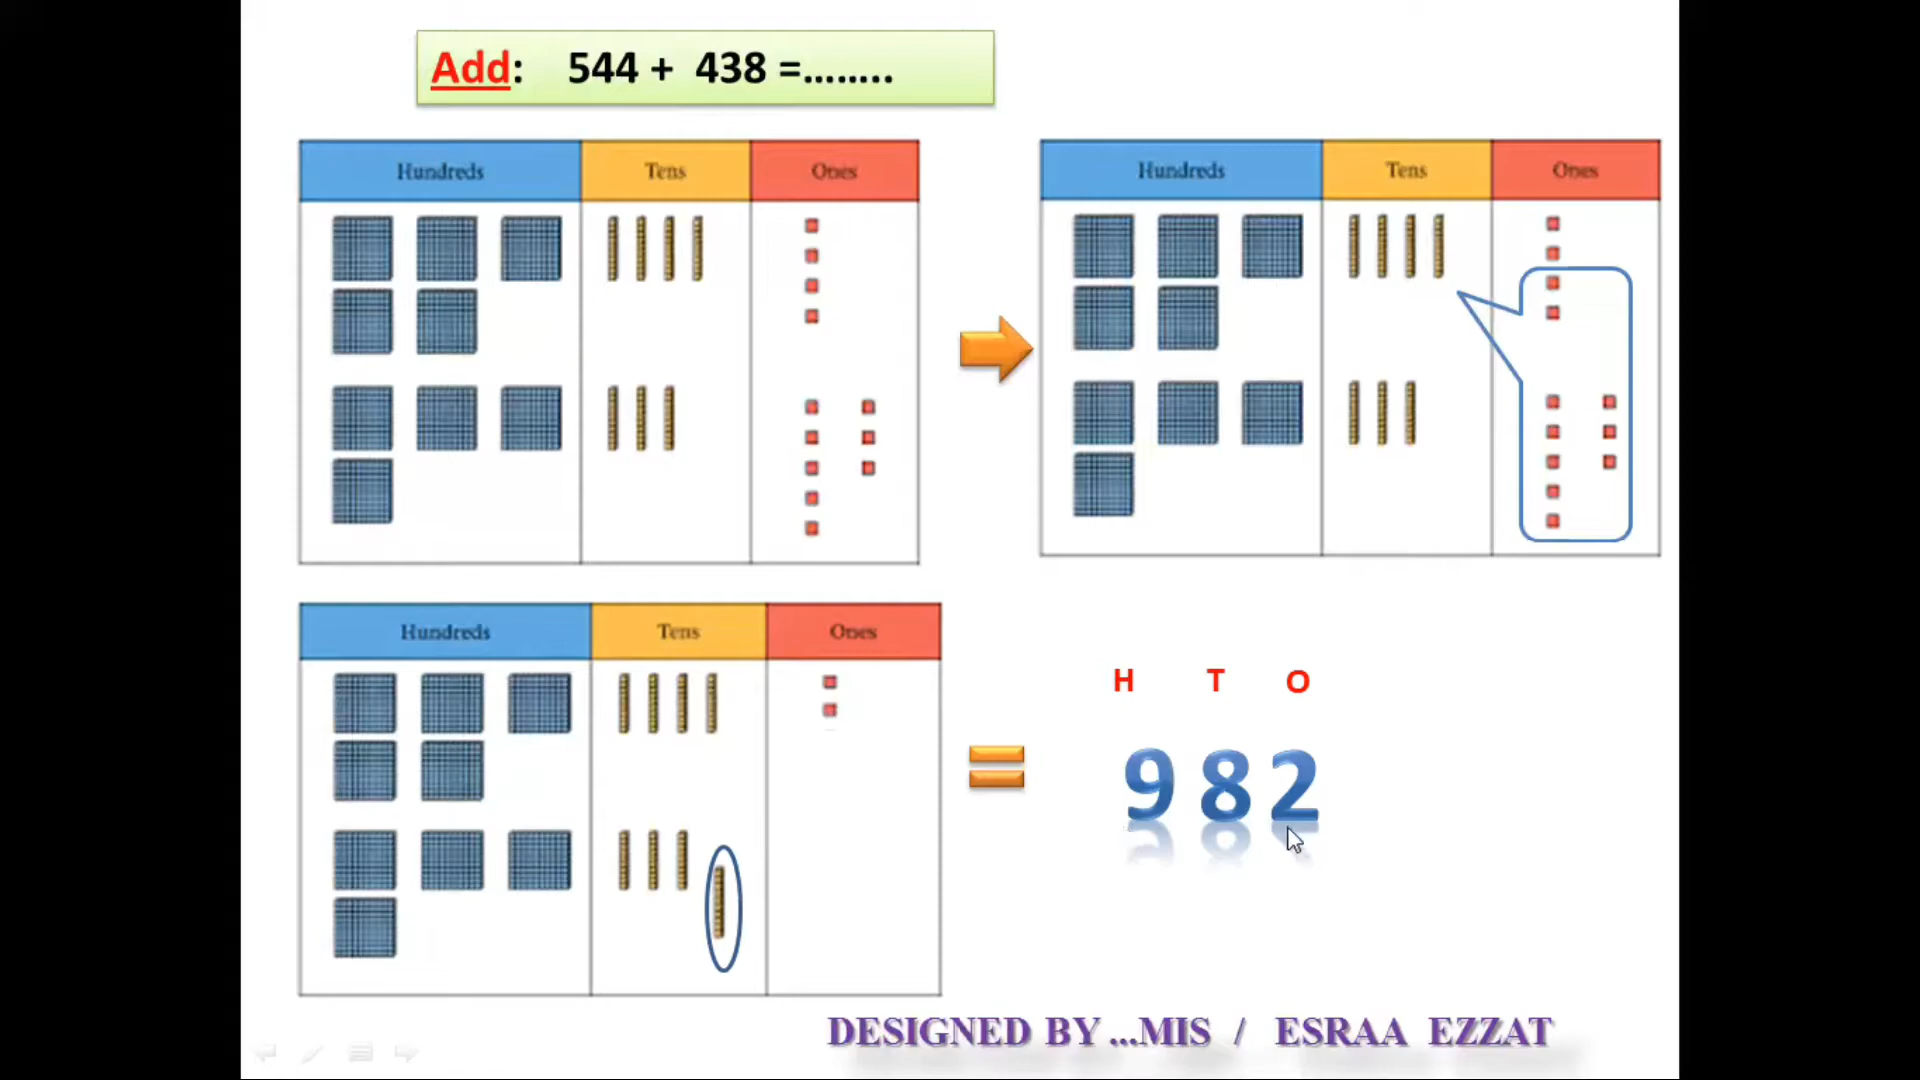 Add: 544 + 438 =........
Hundreds Tens Ones
Hundreds Tens Ones
Hundreds Tens Ones
H T O
9 8 2
DESIGNED BY ...MIS / ESRAA EZZAT